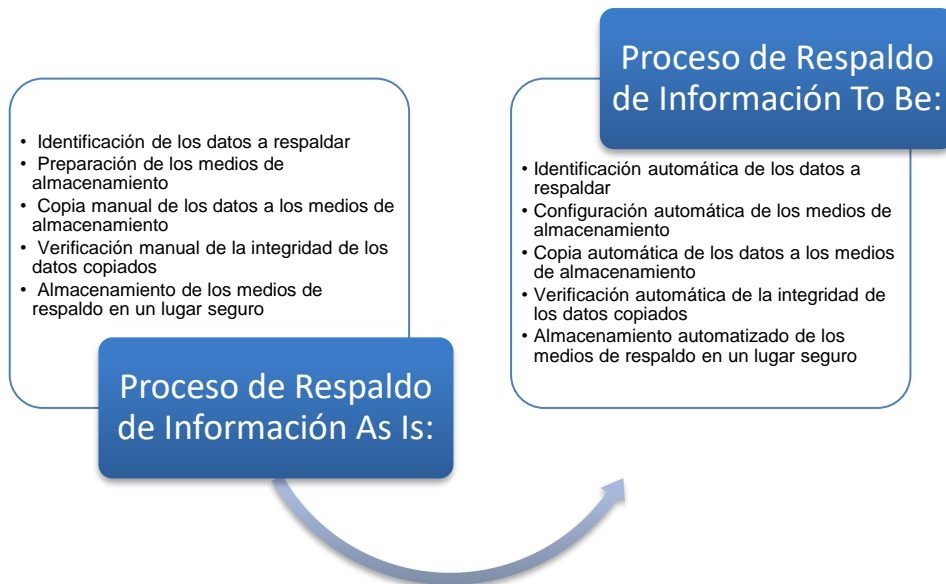 • Identificación de los datos a respaldar
• Preparación de los medios de
almacenamiento
• Copia manual de los datos a los medios de
almacenamiento
• Verificación manual de la integridad de los
datos copiados
• Almacenamiento de los medios de
respaldo en un lugar seguro
Proceso de Respaldo
de Información As Is:
Proceso de Respaldo
de Información To Be:
• Identificación automática de los datos a
respaldar
• Configuración automática de los medios de
almacenamiento
• Copia automática de los datos a los medios
de almacenamiento
• Verificación automática de la integridad de
los datos copiados
• Almacenamiento automatizado de los
medios de respaldo en un lugar seguro